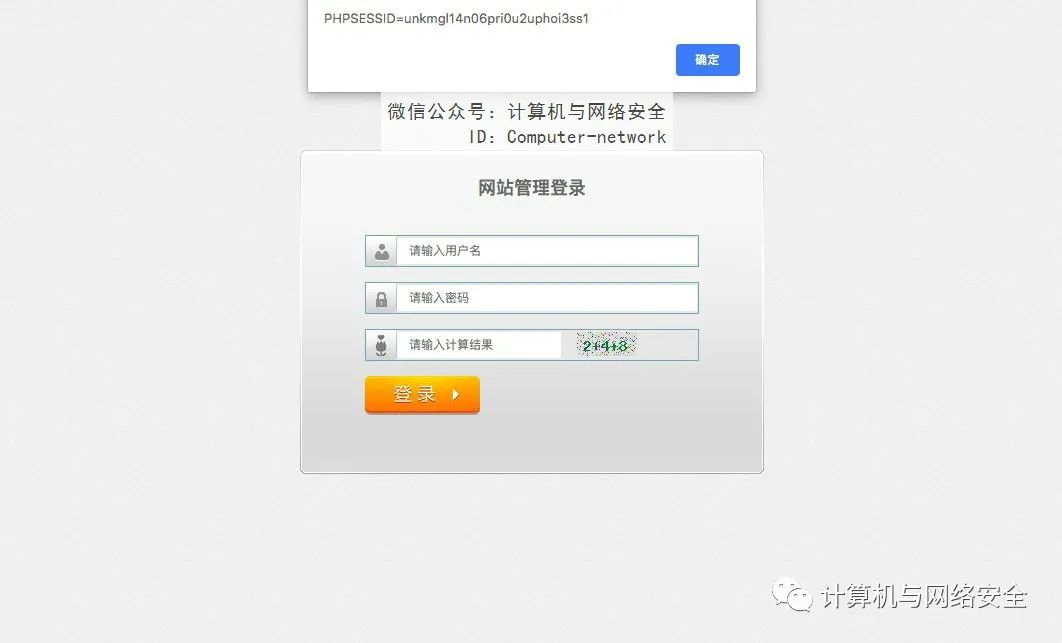 PHPSESSID=unkmgl14n06pri0u2uphoi3ss1
确定
微信公众号：计算机与网络安全
ID：Computer-network
网站管理登录
请输入用户名
请输入密码
请输入计算结果
2+4+8
登录
计算机与网络安全